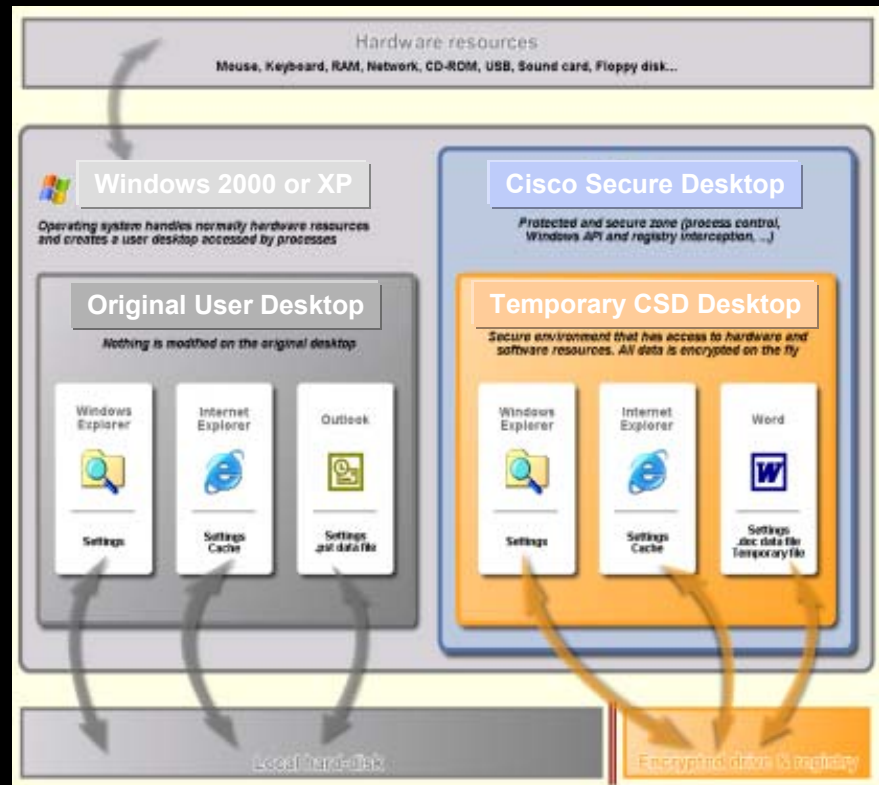 Hardware resources
Mouse, Keyboard, RAM, Network, CD-ROM, USB, Sound card, Floppy disk...
Windows 2000 or XP
Operating system handles normally hardware resources
and creates a user desktop accessed by processes
Original User Desktop
Nothing is modified on the original desktop
Windows
Explorer
Settings
Internet
Explorer
Settings
Cache
Outlook
Settings
.pst data file
Cisco Secure Desktop
Protected and secure zone (process control,
Windows API and registry interception, ...)
Temporary CSD Desktop
Secure environment that has access to hardware and
software resources. All data is encrypted on the fly
Windows
Explorer
Settings
Internet
Explorer
Settings
Cache
Word
W
Settings
.doc data file
Temporary file
Local hard-disk
Encrypted drive & registry